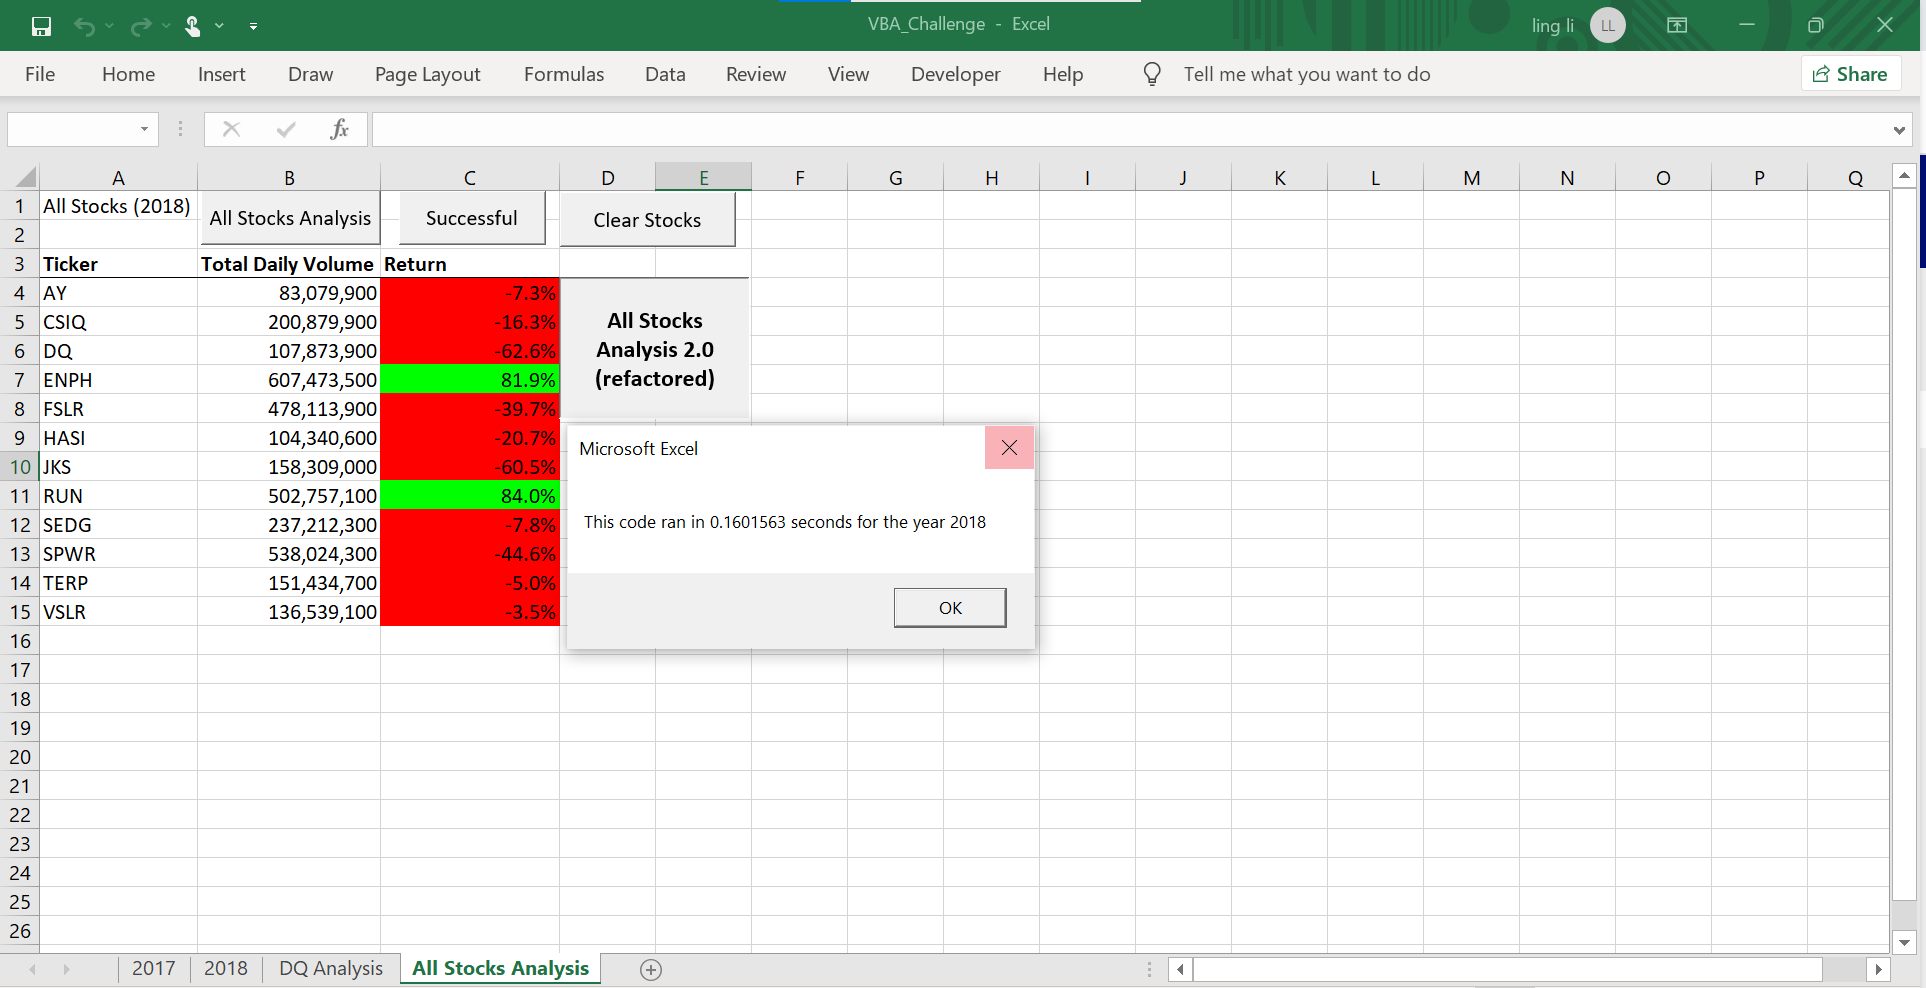 VBA_Challenge - Excel
ling li LL
File Home Insert Draw Page Layout Formulas Data Review View Developer Help Tell me what you want to do Share
fx
A B C D E F G H I J K L M N O P Q
1 All Stocks (2018) All Stocks Analysis Successful Clear Stocks
2
3 Ticker Total Daily Volume Return
4 AY 83,079,900 -7.3%
5 CSIQ 200,879,900 -16.3%
6 DQ 107,873,900 -62.6%
7 ENPH 607,473,500 81.9%
8 FSLR 478,113,900 -39.7%
9 HASI 104,340,600 -20.7%
10 JKS 158,309,000 -60.5%
11 RUN 502,757,100 84.0%
12 SEDG 237,212,300 -7.8%
13 SPWR 538,024,300 -44.6%
14 TERP 151,434,700 -5.0%
15 VSLR 136,539,100 -3.5%
16
17
18
19
20
21
22
23
24
25
26
All Stocks
Analysis 2.0
(refactored)
Microsoft Excel
This code ran in 0.1601563 seconds for the year 2018
OK
2017 2018 DQ Analysis All Stocks Analysis